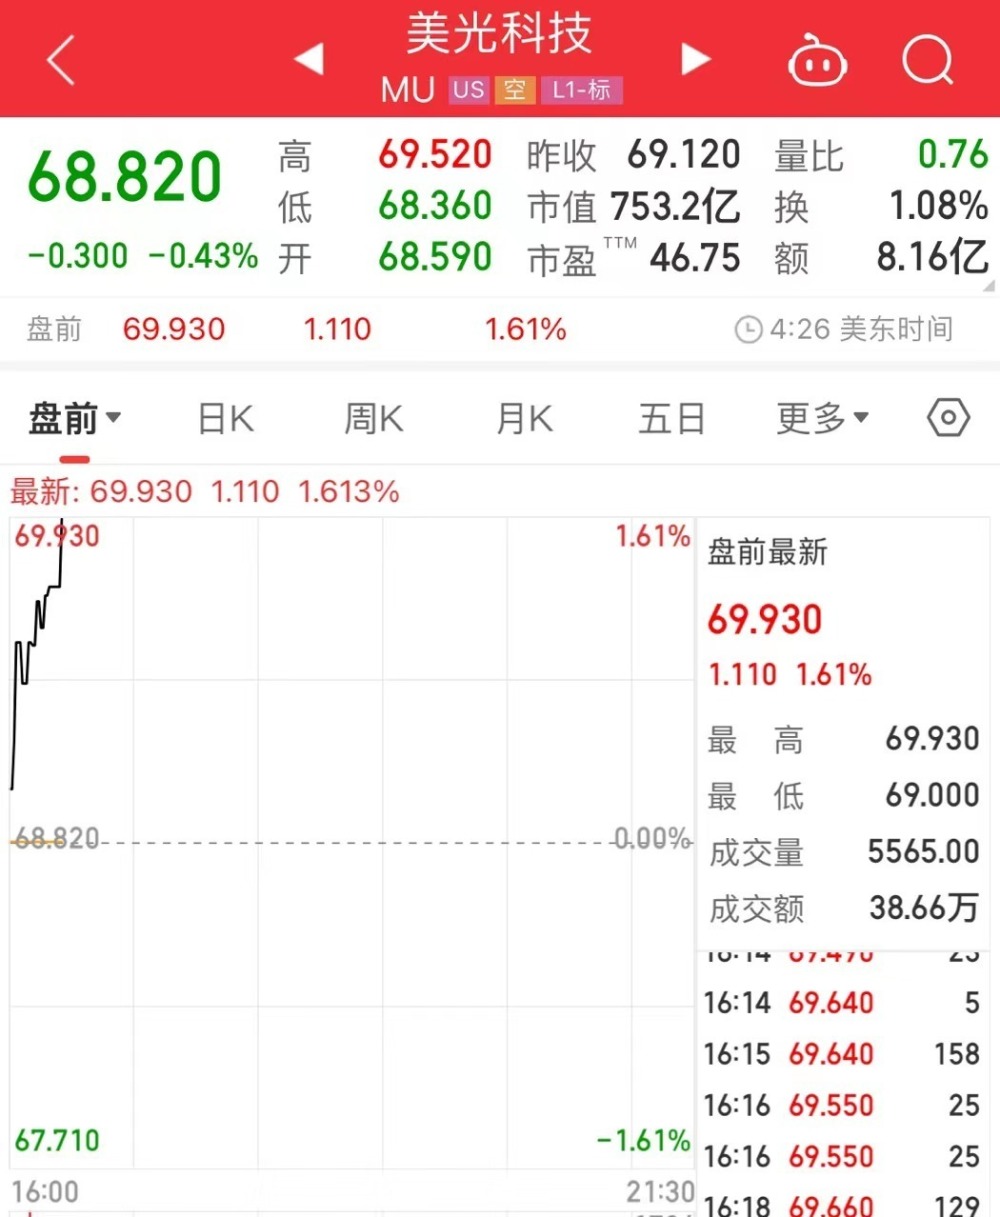 美光科技
MU US 空 L1-标
68.820 高 69.520 昨收 69.120 量比 0.76
低 68.360 市值 753.2亿 换 1.08%
-0.300 -0.43% 开 68.590 市盈TTM 46.75 额 8.16亿
盘前 69.930 1.110 1.61% 4:26 美东时间
盘前 日K 周K 月K 五日 更多
最新: 69.930 1.110 1.613%
69.930 1.61%
68.820 0.00%
67.710 -1.61%
16:00 21:30
盘前最新
69.930
1.110 1.61%
最高 69.930
最低 69.000
成交量 5565.00
成交额 38.66万
16:14 69.490
16:14 69.640 5
16:15 69.640 158
16:16 69.550 25
16:16 69.550 25
16:18 69.660 129